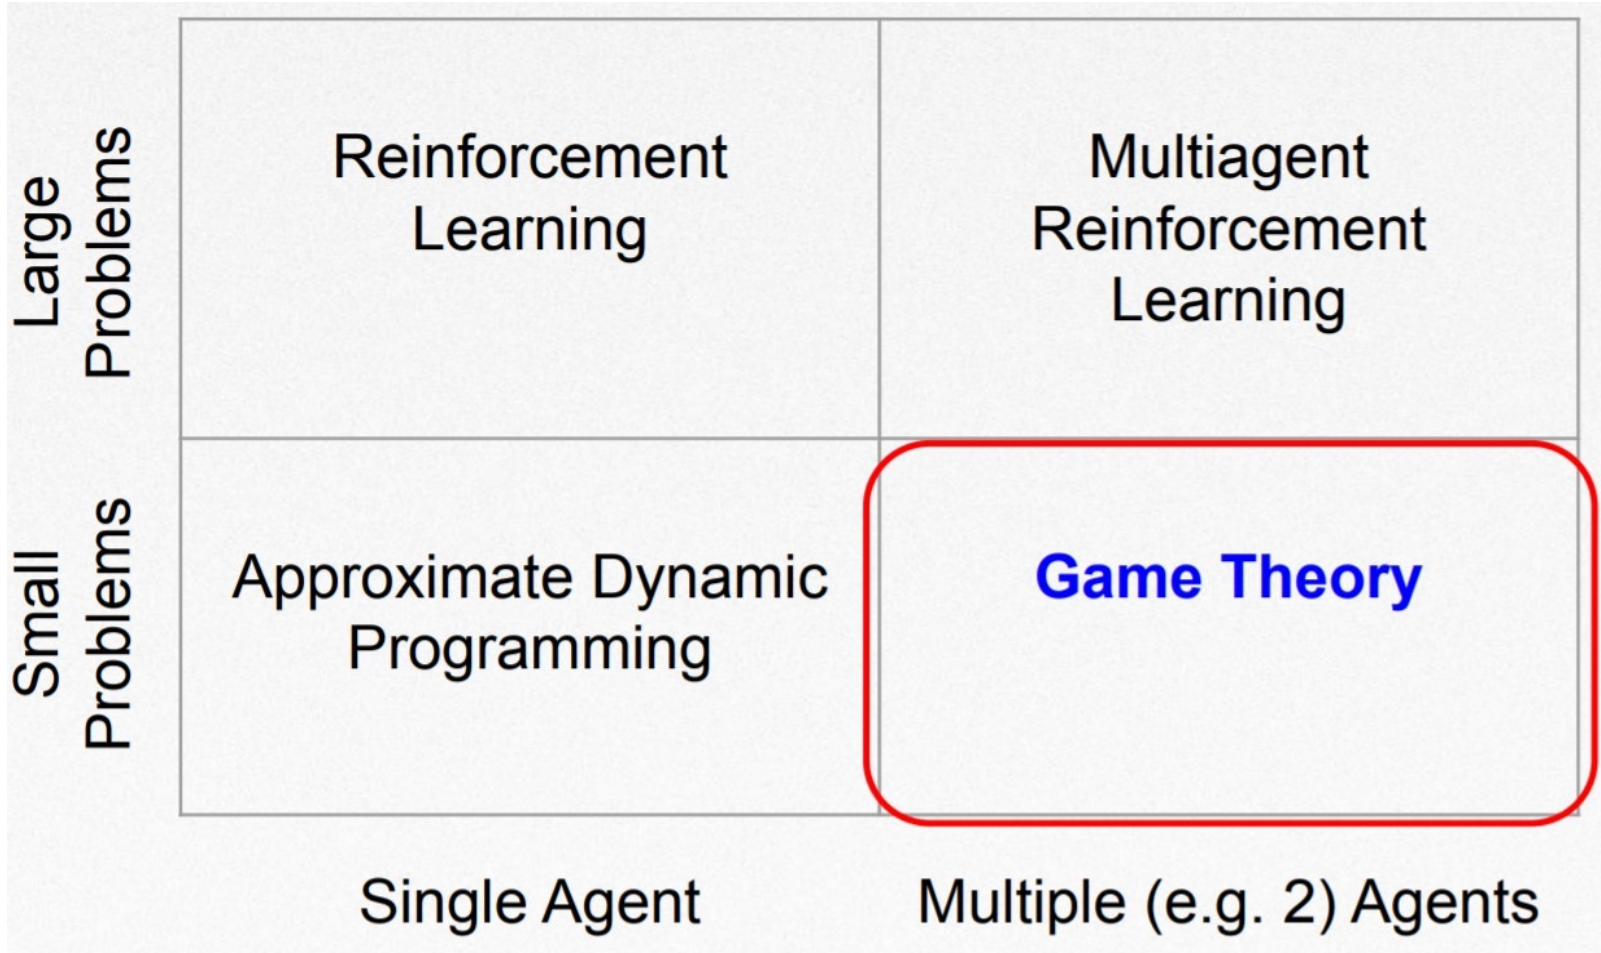 Large
Problems
Reinforcement
Learning
Multiagent
Reinforcement
Learning
Small
Problems
Approximate Dynamic
Programming
Game Theory
Single Agent
Multiple (e.g. 2) Agents